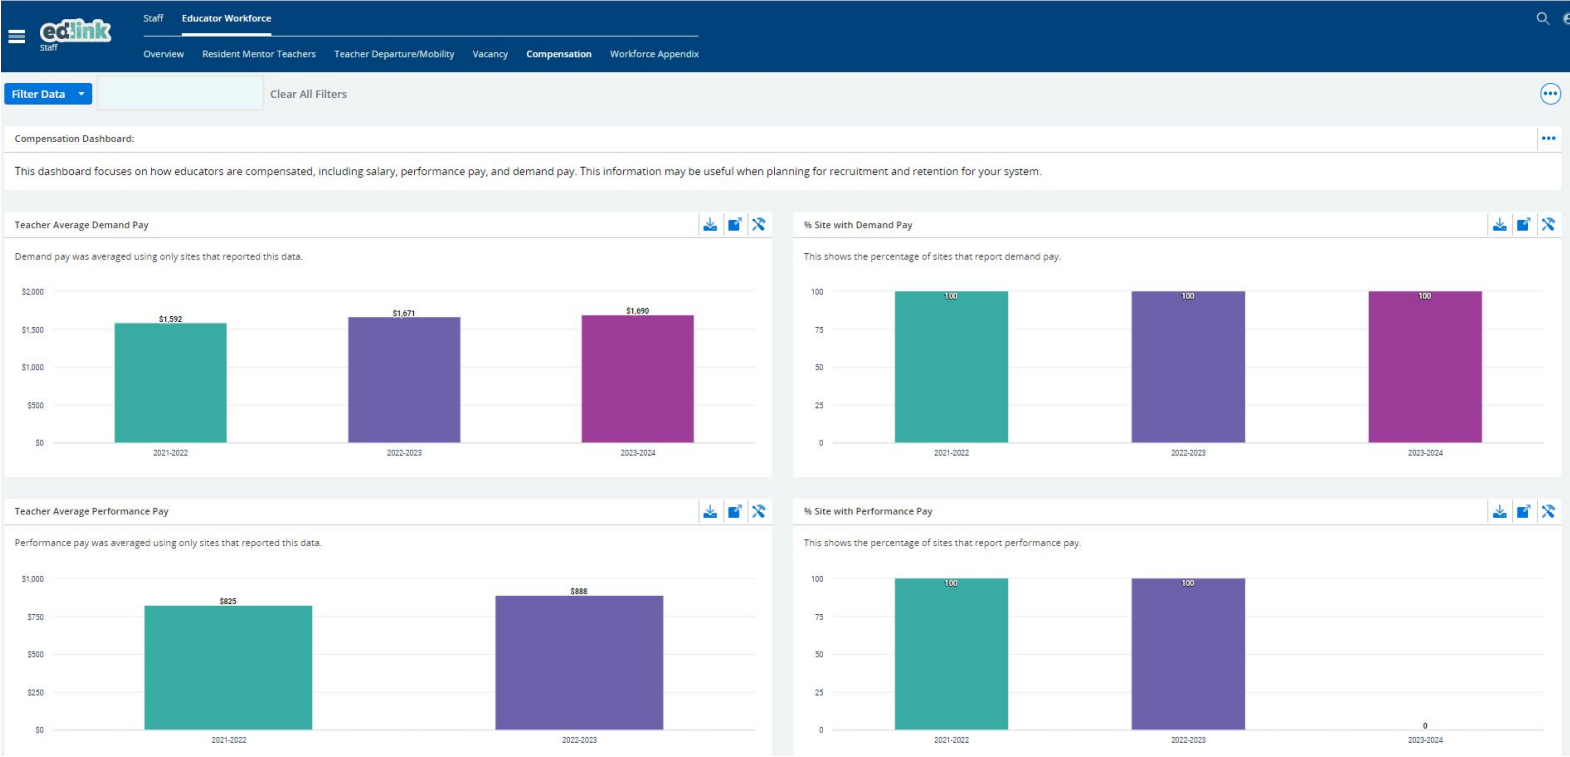 edlink
Staff
Staff Educator Workforce
Overview Resident Mentor Teachers Teacher Departure/Mobility Vacancy Compensation Workforce Appendix
Filter Data Clear All Filters
Compensation Dashboard:
This dashboard focuses on how educators are compensated, including salary, performance pay, and demand pay. This information may be useful when planning for recruitment and retention for your system.
Teacher Average Demand Pay
Demand pay was averaged using only sites that reported this data.
$2,000
$1,500
$1,000
$500
$0
$1,592
$1,671
$1,690
2021-2022 2022-2023 2023-2024
% Site with Demand Pay
This shows the percentage of sites that report demand pay.
100
75
50
25
0
100 100 100
2021-2022 2022-2023 2023-2024
Teacher Average Performance Pay
Performance pay was averaged using only sites that reported this data.
$1,000
$750
$500
$250
$0
$825
$888
2021-2022 2022-2023
% Site with Performance Pay
This shows the percentage of sites that report performance pay.
100
75
50
25
0
100 100 0
2021-2022 2022-2023 2023-2024